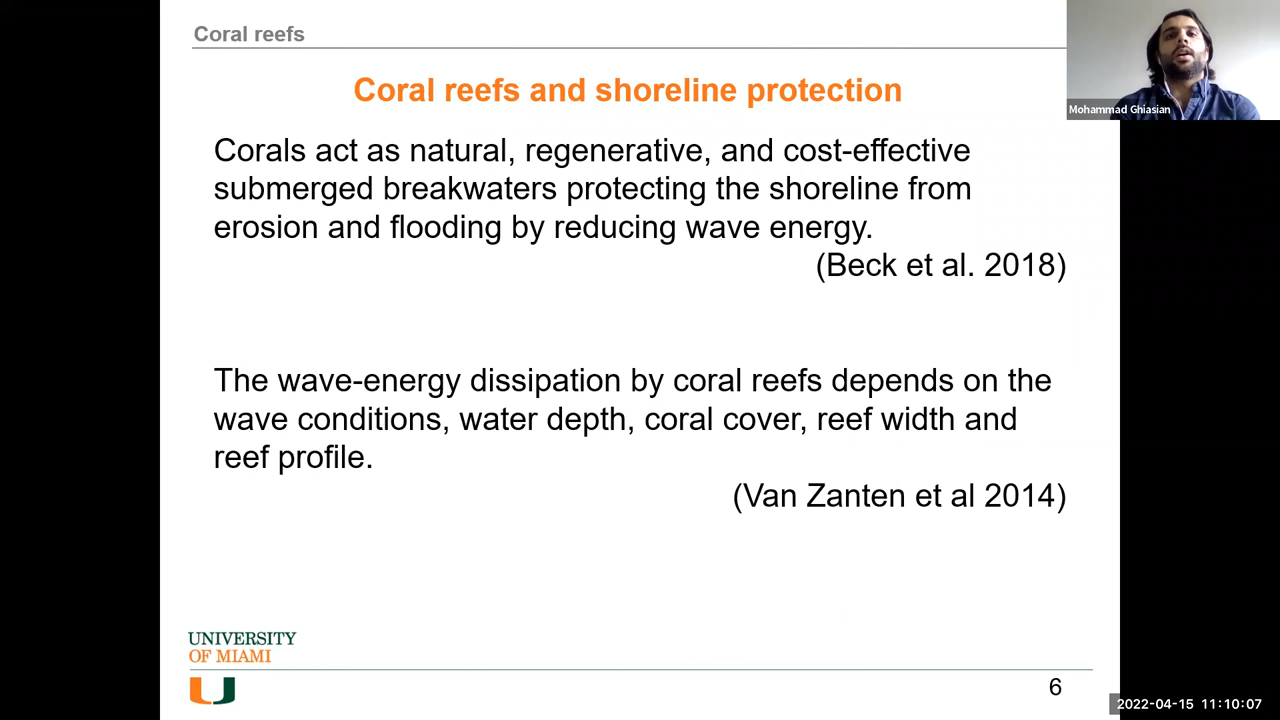 Coral reefs
Mohammad Ghiasian
Coral reefs and shoreline protection
Corals act as natural, regenerative, and cost-effective
submerged breakwaters protecting the shoreline from
erosion and flooding by reducing wave energy.
(Beck et al. 2018)
The wave-energy dissipation by coral reefs depends on the
wave conditions, water depth, coral cover, reef width and
reef profile.
(Van Zanten et al 2014)
UNIVERSITY
OF MIAMI
6
2022-04-15 11:10:07